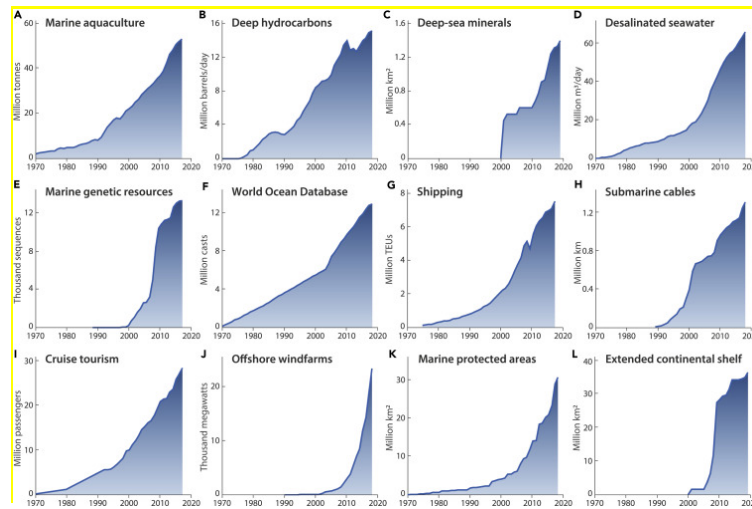 A Marine aquaculture
60
40
20
0
Million tonnes
1970 1980 1990 2000 2010 2020
B Deep hydrocarbons
16
12
8
4
0
Million barrels/day
1970 1980 1990 2000 2010 2020
C Deep-sea minerals
1.6
1.2
0.8
0.4
0
Million km²
1970 1980 1990 2000 2010 2020
D Desalinated seawater
60
40
20
0
Million m³/day
1970 1980 1990 2000 2010 2020
E Marine genetic resources
12
8
4
0
Thousand sequences
1970 1980 1990 2000 2010 2020
F World Ocean Database
12
8
4
0
Million casts
1970 1980 1990 2000 2010 2020
G Shipping
8
6
4
2
0
Million TEUs
1970 1980 1990 2000 2010 2020
H Submarine cables
1.2
0.8
0.4
0
Million km
1970 1980 1990 2000 2010 2020
I Cruise tourism
30
20
10
0
Million passengers
1970 1980 1990 2000 2010 2020
J Offshore windfarms
20
10
0
Thousand megawatts
1970 1980 1990 2000 2010 2020
K Marine protected areas
30
20
10
0
Million km²
1970 1980 1990 2000 2010 2020
L Extended continental shelf
40
30
20
10
0
Million km²
1970 1980 1990 2000 2010 2020